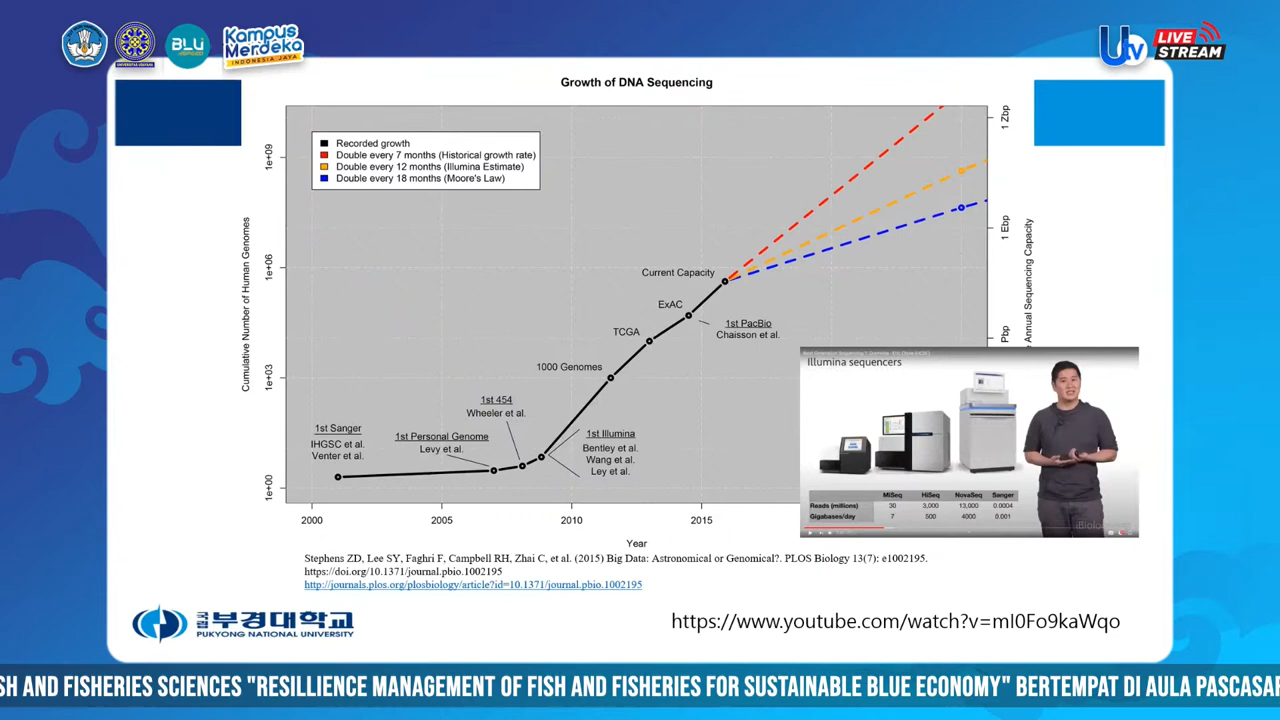 BLU
Kampus
Merdeka
INDONESIA JAYA
U tv
LIVE
STREAM
Growth of DNA Sequencing
Recorded growth
Double every 7 months (Historical growth rate)
Double every 12 months (Illumina Estimate)
Double every 18 months (Moore's Law)
Cumulative Number of Human Genomes
1e+09
1e+06
1e+03
1e+00
1 Zbp
1 Ebp
Pbp
Annual Sequencing Capacity
Current Capacity
ExAC
1st PacBio
Chaisson et al.
TCGA
1000 Genomes
1st 454
Wheeler et al.
1st Sanger
IHGSC et al.
Venter et al.
1st Personal Genome
Levy et al.
1st Illumina
Bentley et al.
Wang et al.
Ley et al.
2000 2005 2010 2015
Year
Illumina sequencers
MiSeq HiSeq NovaSeq Sanger
Reads (millions) 30 3,000 13,000 0.0004
Gigabases/day 7 500 4000 0.001
Stephens ZD, Lee SY, Faghri F, Campbell RH, Zhai C, et al. (2015) Big Data: Astronomical or Genomical?. PLOS Biology 13(7): e1002195.
https://doi.org/10.1371/journal.pbio.1002195
http://journals.plos.org/plosbiology/article?id=10.1371/journal.pbio.1002195
국립 부경대학교
PUKYONG NATIONAL UNIVERSITY
https://www.youtube.com/watch?v=mI0Fo9kaWqo
SH AND FISHERIES SCIENCES "RESILLIENCE MANAGEMENT OF FISH AND FISHERIES FOR SUSTAINABLE BLUE ECONOMY" BERTEMPAT DI AULA PASCASAR